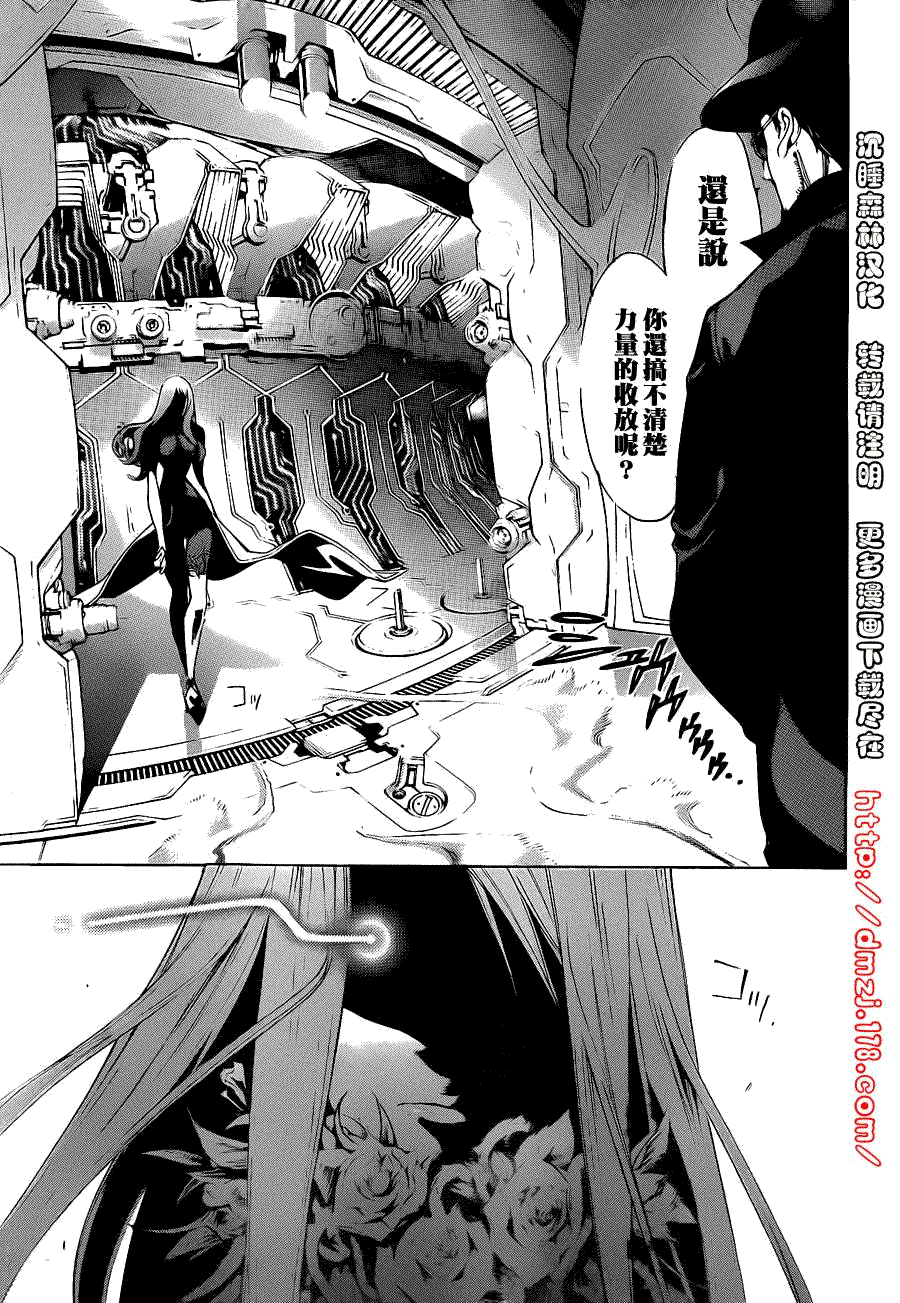 還是說
你還搞不清楚
力量的收放呢？
コッ
コッ
沉睡森林汉化 转载请注明 更多漫画下载尽在 http://dmzj.178.com/